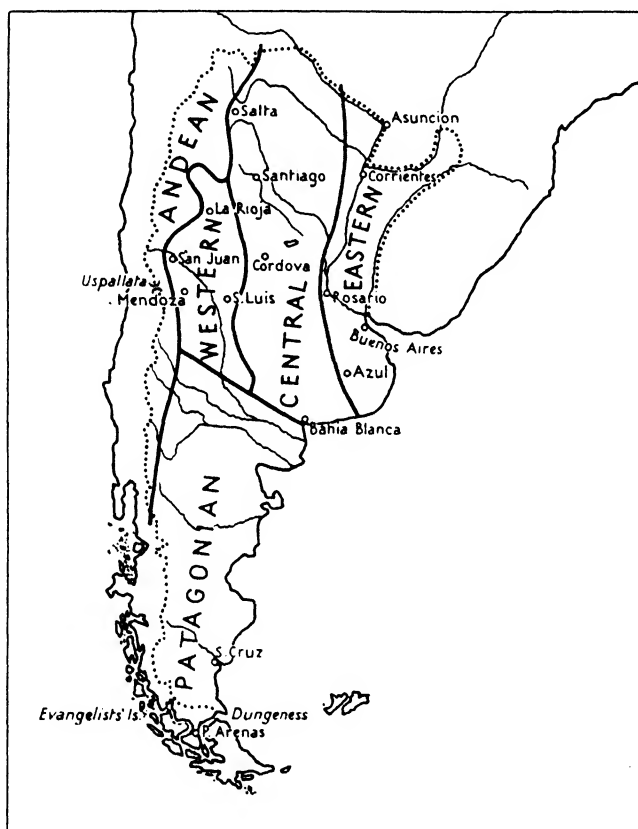 ANDEAN
Salta
Asuncion
Santiago
Corrientes
La Rioja
EASTERN
San Juan
Cordova
Uspallata
WESTERN
Mendoza
S. Luis
CENTRAL
Rosario
Buenos Aires
Azul
Bahia Blanca
PATAGONIAN
S. Cruz
Evangelists' Is.
Dungeness
P. Arenas